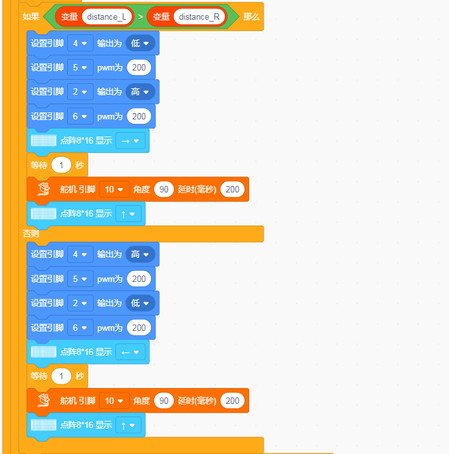 如果 变量 distance_L > 变量 distance_R 那么
设置引脚 4 输出为 低
设置引脚 5 pwm为 200
设置引脚 2 输出为 高
设置引脚 6 pwm为 200
点阵8*16 显示 →
等待 1 秒
舵机 引脚 10 角度 90 延时(毫秒) 200
点阵8*16 显示 ↑
否则
设置引脚 4 输出为 高
设置引脚 5 pwm为 200
设置引脚 2 输出为 低
设置引脚 6 pwm为 200
点阵8*16 显示 ←
等待 1 秒
舵机 引脚 10 角度 90 延时(毫秒) 200
点阵8*16 显示 ↑